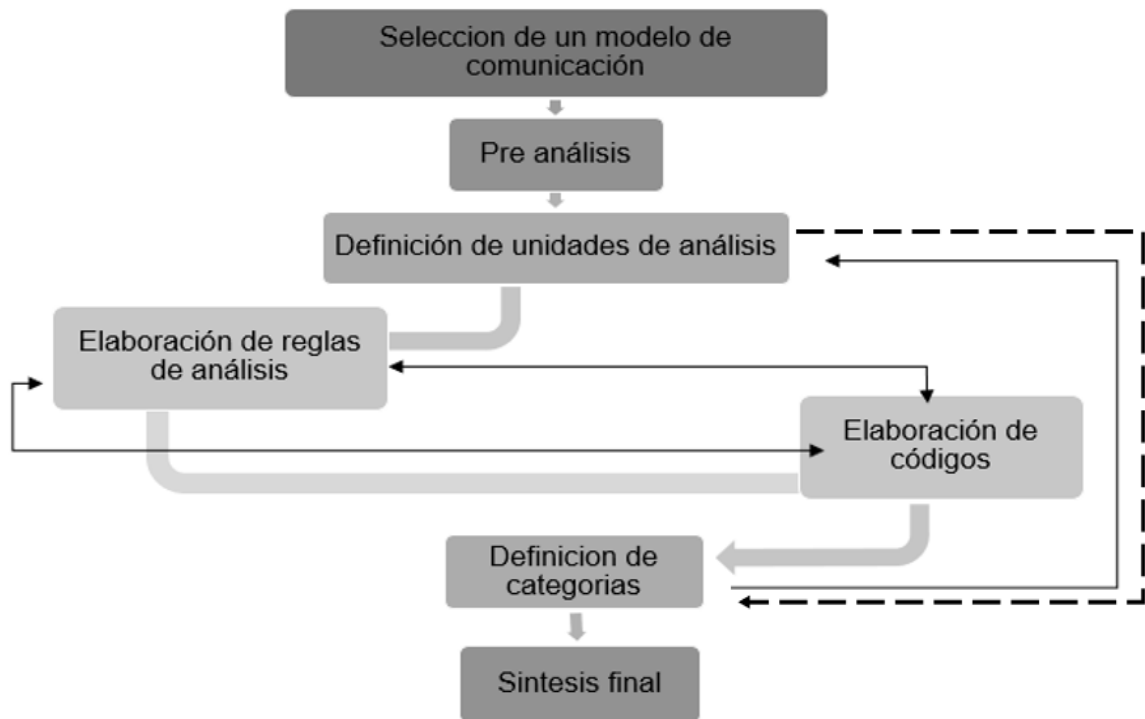 Seleccion de un modelo de
comunicación
Pre análisis
Definición de unidades de análisis
Elaboración de reglas
de análisis
Elaboración de
códigos
Definicion de
categorias
Sintesis final